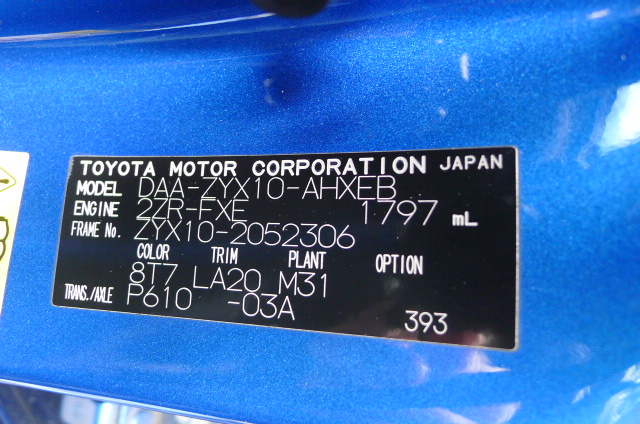 TOYOTA MOTOR CORPORATION JAPAN
MODEL DAA-ZYX10-AHXEB
ENGINE 2ZR-FXE 1797 mL
FRAME No. ZYX10-2052306
COLOR TRIM PLANT OPTION
8T7 LA20 M31
TRANS./AXLE P610 -03A
393